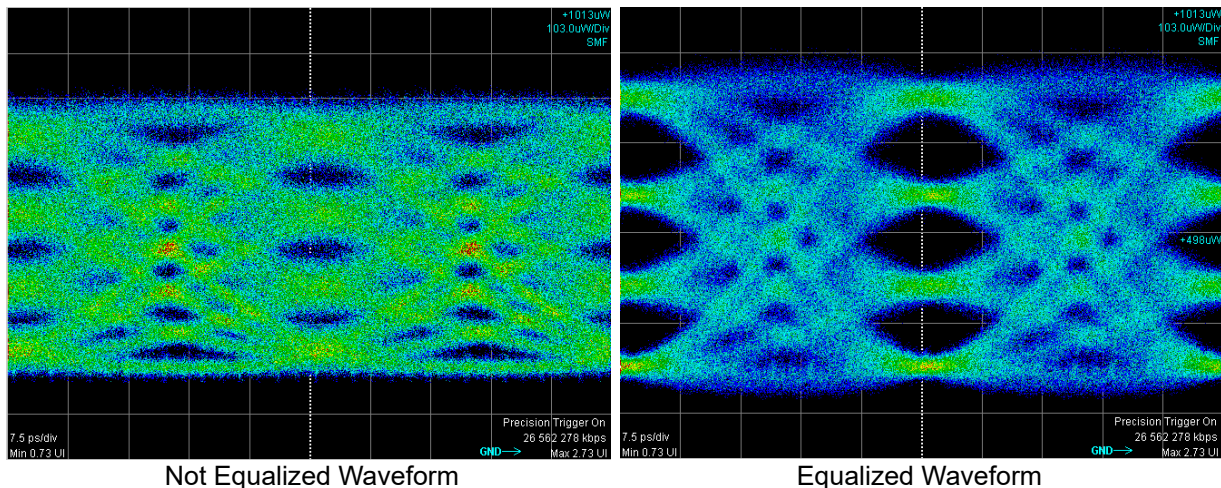 +1013uW
103.0uW/Div
SMF
Precision Trigger On
7.5 ps/div
26 562 278 kbps
Min 0.73 UI
GND→
Max 2.73 UI
Not Equalized Waveform
+1013uW
103.0uW/Div
SMF
+498uW
Precision Trigger On
7.5 ps/div
26 562 278 kbps
Min 0.73 UI
GND→
Max 2.73 UI
Equalized Waveform